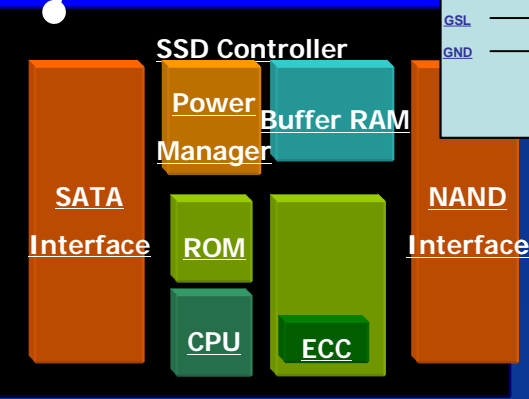 GSL
GND
SSD Controller
Power
Manager
Buffer RAM
SATA
Interface
ROM
CPU
ECC
NAND
Interface